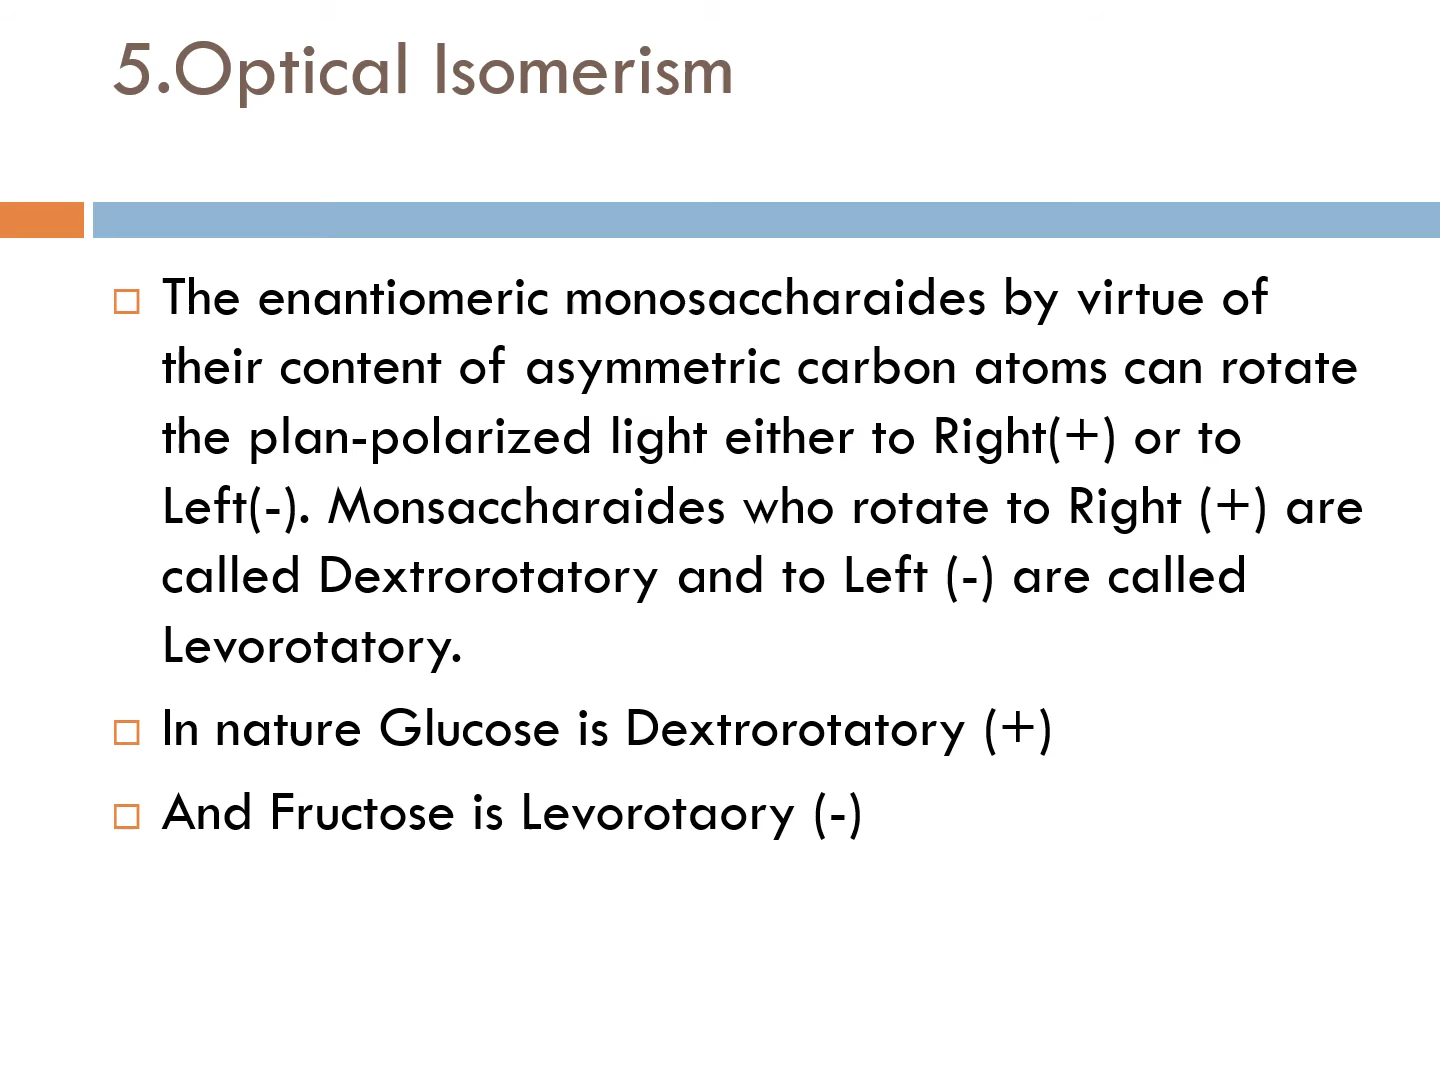 5.Optical Isomerism
The enantiomeric monosaccharaides by virtue of
their content of asymmetric carbon atoms can rotate
the plan-polarized light either to Right(+) or to
Left(-). Monsaccharaides who rotate to Right (+) are
called Dextrorotatory and to Left (-) are called
Levorotatory.
In nature Glucose is Dextrorotatory (+)
And Fructose is Levorotaory (-)